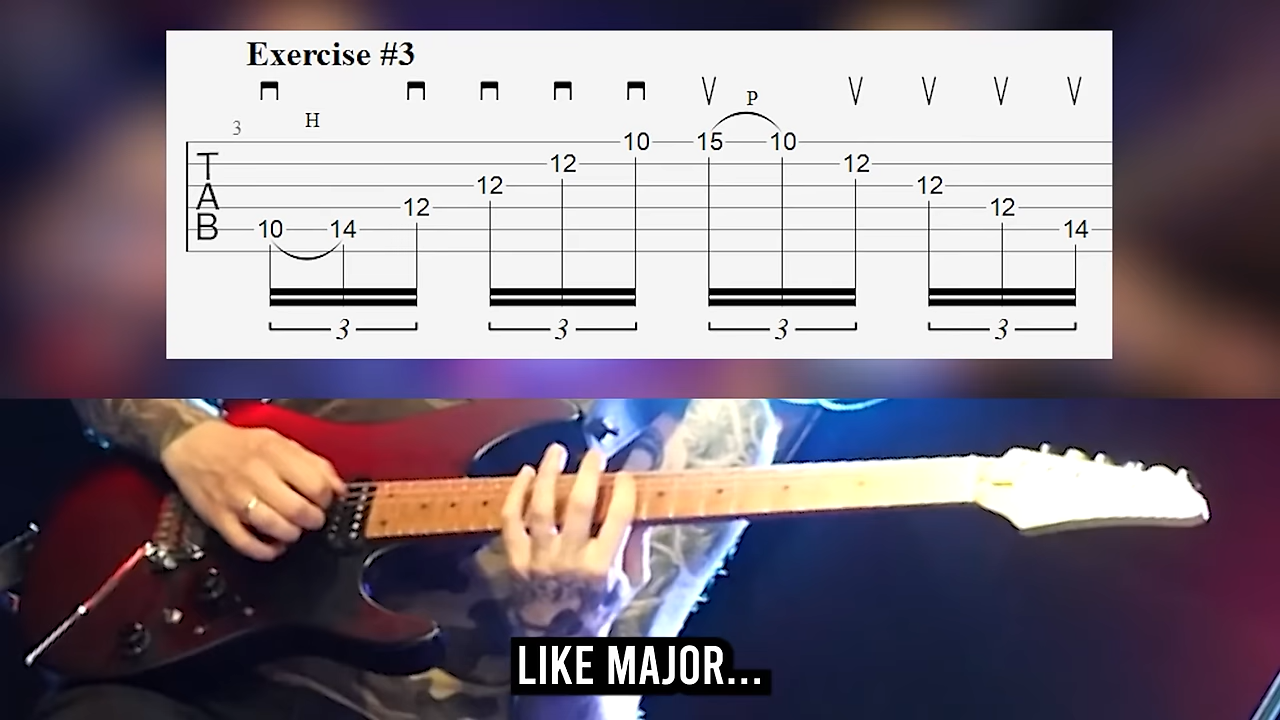 Exercise #3
P
3 H
10 15 10
T 12 12
12 12
A 12 12
B 10 14 14
3 3 3 3
LIKE MAJOR...